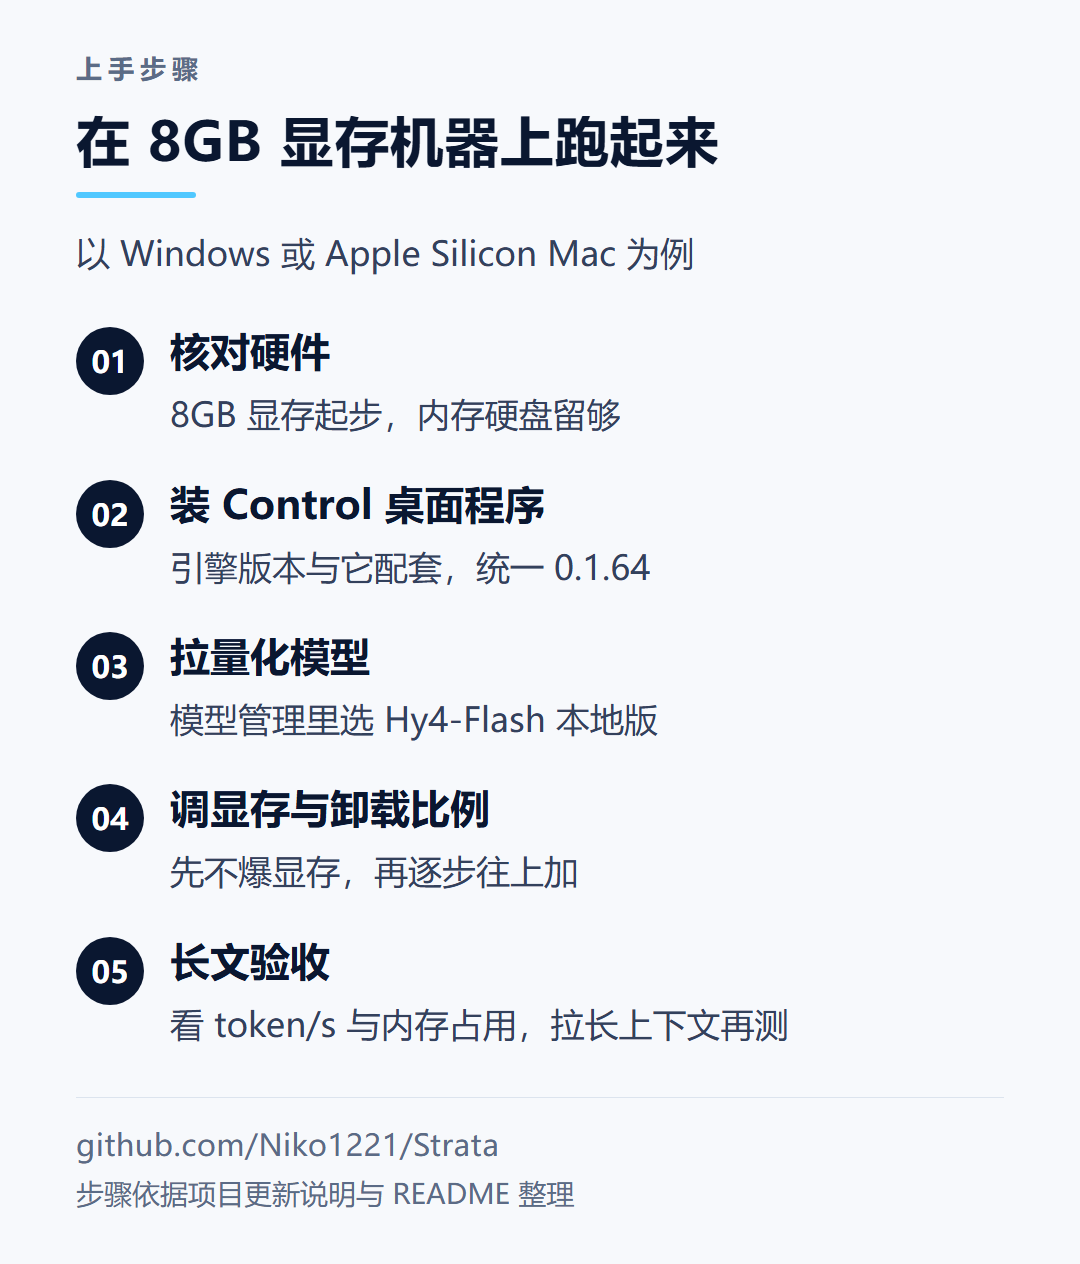 上手步骤
在 8GB 显存机器上跑起来
以 Windows 或 Apple Silicon Mac 为例
01
核对硬件
8GB 显存起步，内存硬盘留够
02
装 Control 桌面程序
引擎版本与它配套，统一 0.1.64
03
拉量化模型
模型管理里选 Hy4-Flash 本地版
04
调显存与卸载比例
先不爆显存，再逐步往上加
05
长文验收
看 token/s 与内存占用，拉长上下文再测
github.com/Niko1221/Strata
步骤依据项目更新说明与 README 整理